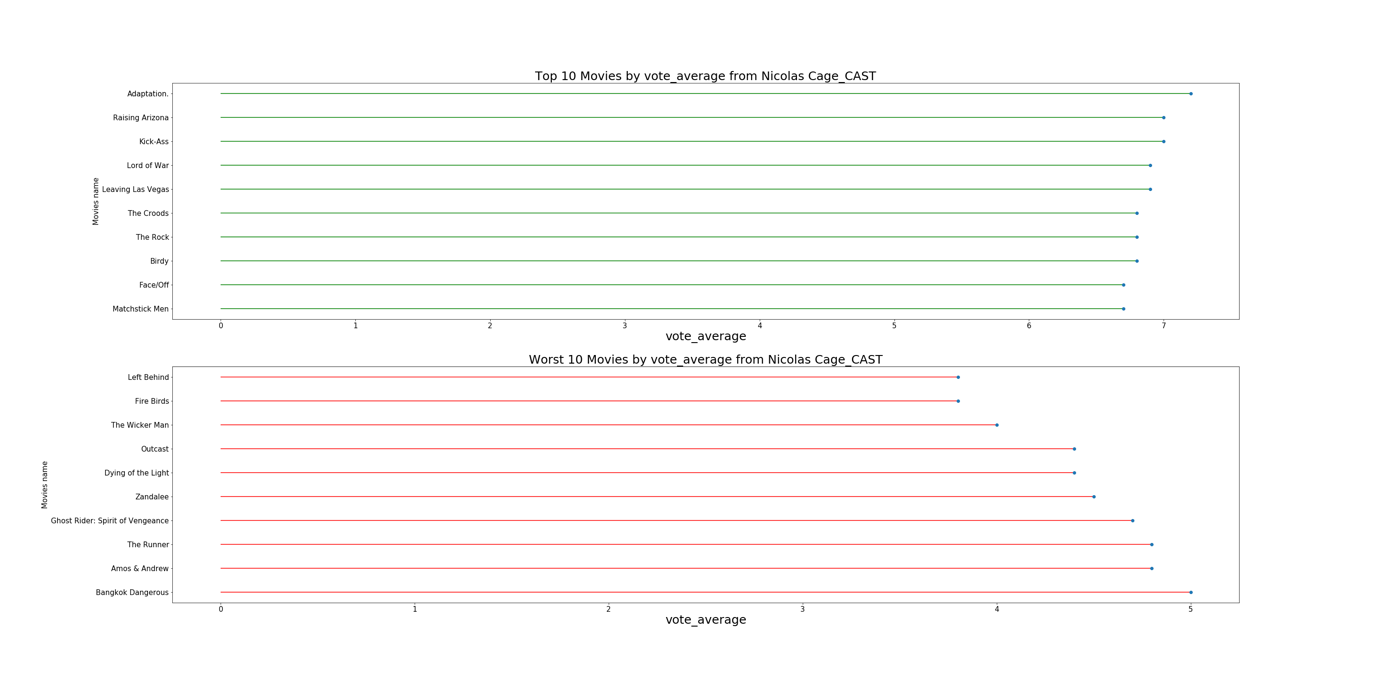 Top 10 Movies by vote_average from Nicolas Cage_CAST
Movies name
Adaptation.
Raising Arizona
Kick-Ass
Lord of War
Leaving Las Vegas
The Croods
The Rock
Birdy
Face/Off
Matchstick Men
0 1 2 3 4 5 6 7
vote_average
Worst 10 Movies by vote_average from Nicolas Cage_CAST
Movies name
Left Behind
Fire Birds
The Wicker Man
Outcast
Dying of the Light
Zandalee
Ghost Rider: Spirit of Vengeance
The Runner
Amos & Andrew
Bangkok Dangerous
0 1 2 3 4 5
vote_average